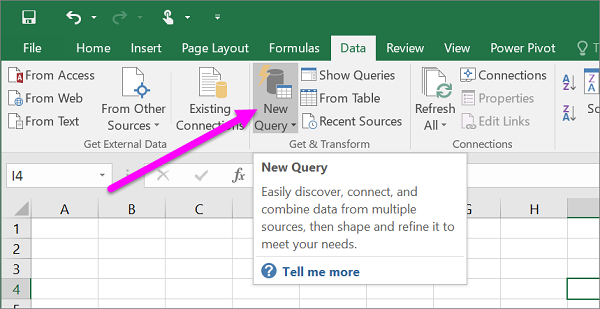 File Home Insert Page Layout Formulas Data Review View Power Pivot
From Access
From Web
From Text
From Other
Sources
Existing
Connections
Get External Data
New
Query
Show Queries
From Table
Recent Sources
Get & Transform
Refresh
All
Connections
Properties
Edit Links
Connections
A
Z
Z
A
I4
fx
New Query
Easily discover, connect, and
combine data from multiple
sources, then shape and refine it to
meet your needs.
? Tell me more
A B C G H
1
2
3
4
5